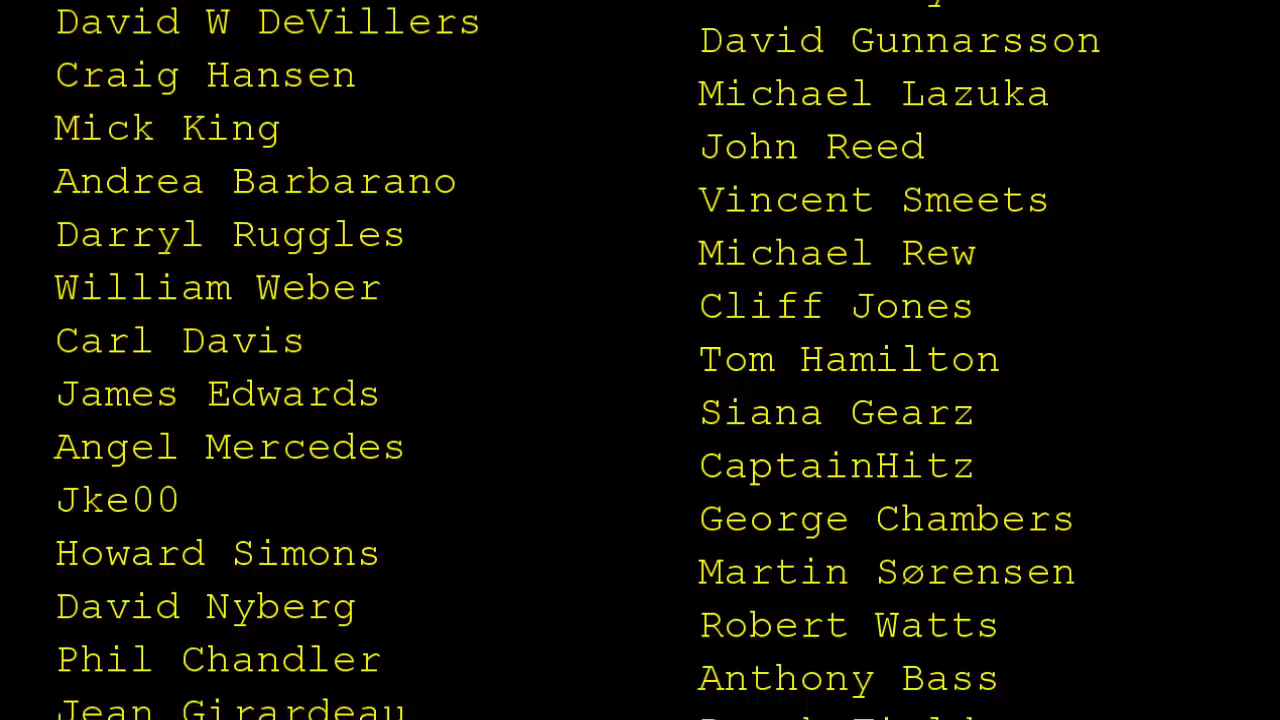 David W DeVillers
Craig Hansen
Mick King
Andrea Barbarano
Darryl Ruggles
William Weber
Carl Davis
James Edwards
Angel Mercedes
Jke00
Howard Simons
David Nyberg
Phil Chandler
Jean Girardeau
David Gunnarsson
Michael Lazuka
John Reed
Vincent Smeets
Michael Rew
Cliff Jones
Tom Hamilton
Siana Gearz
CaptainHitz
George Chambers
Martin Sørensen
Robert Watts
Anthony Bass